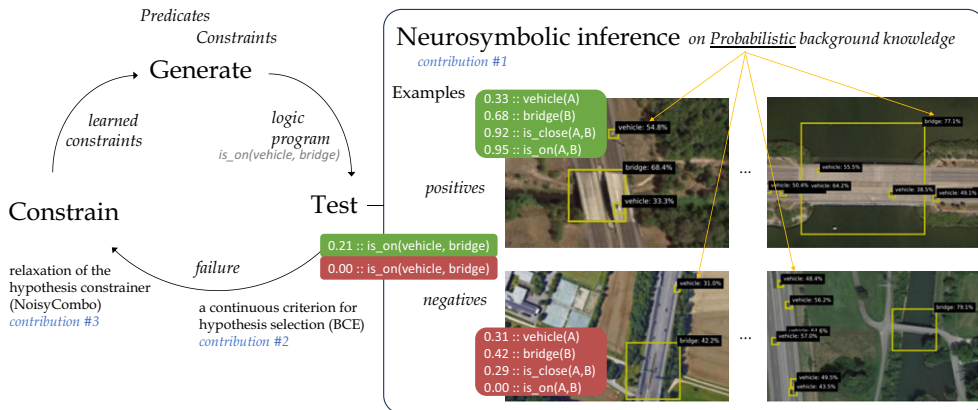 Predicates
Constraints
Generate
learned
constraints
logic
program
is_on(vehicle, bridge)
Constrain
Test
0.21 :: is_on(vehicle, bridge)
0.00 :: is_on(vehicle, bridge)
failure
relaxation of the
hypothesis constrainer
(NoisyCombo)
contribution #3
a continuous criterion for
hypothesis selection (BCE)
contribution #2
Neurosymbolic inference on Probabilistic background knowledge
contribution #1
Examples
0.33 :: vehicle(A)
0.68 :: bridge(B)
0.92 :: is_close(A,B)
0.95 :: is_on(A,B)
positives
vehicle: 54.8%
bridge: 68.4%
vehicle: 33.3%
...
bridge: 77.1%
vehicle: 55.5%
vehicle: 50.4%
vehicle: 64.2%
vehicle: 38.5%
vehicle: 49.1%
negatives
0.31 :: vehicle(A)
0.42 :: bridge(B)
0.29 :: is_close(A,B)
0.00 :: is_on(A,B)
vehicle: 31.0%
bridge: 42.2%
...
vehicle: 48.4%
vehicle: 56.2%
vehicle: 57.0%
bridge: 79.1%
vehicle: 49.5%
vehicle: 43.5%